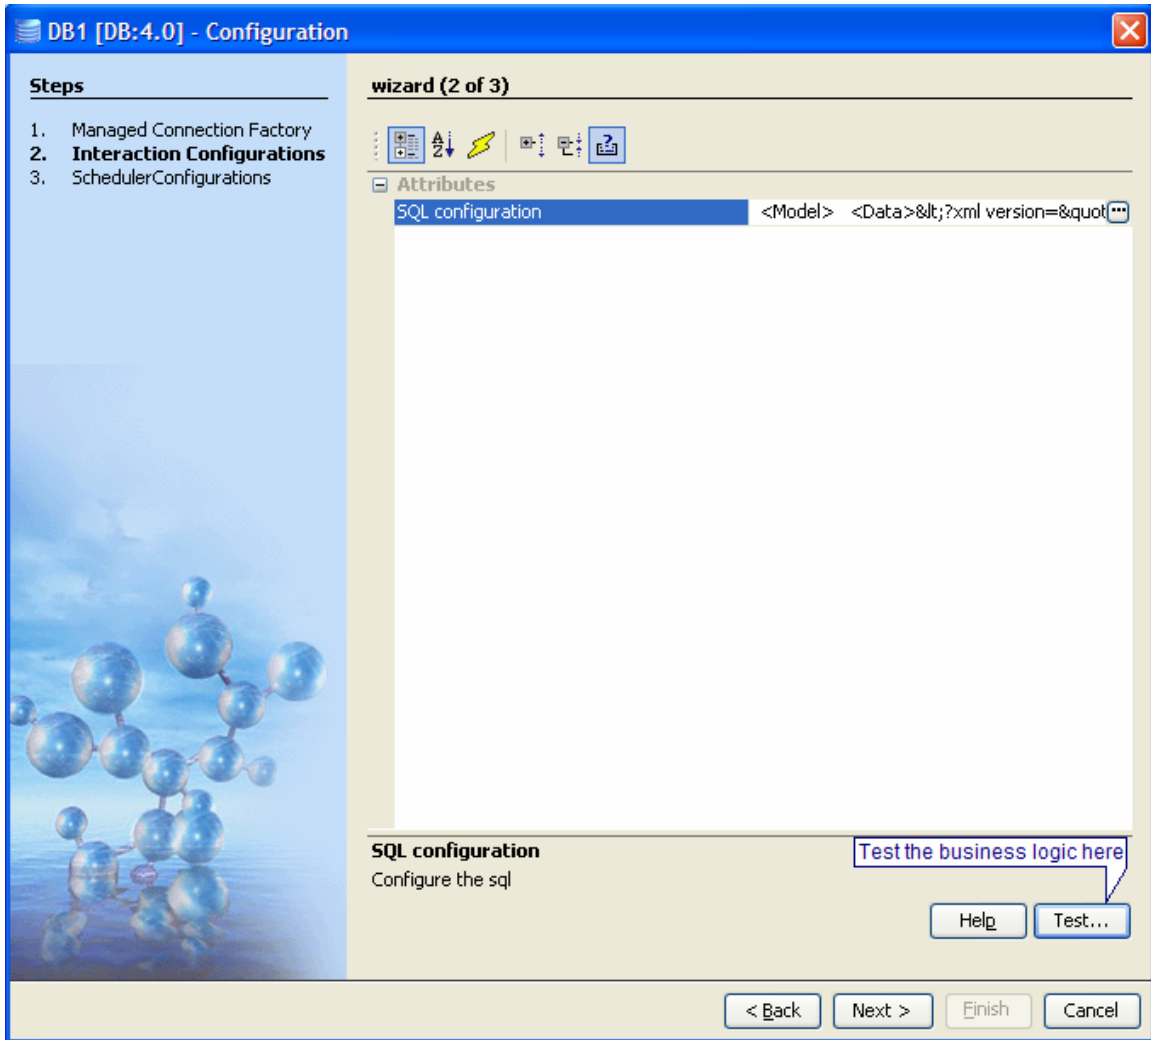 DB1 [DB:4.0] - Configuration
Steps
1. Managed Connection Factory
2. Interaction Configurations
3. SchedulerConfigurations
wizard (2 of 3)
Attributes
SQL configuration <Model> <Data>&lt;?xml version=&quot
SQL configuration
Configure the sql
Test the business logic here
Help Test...
< Back Next > Finish Cancel